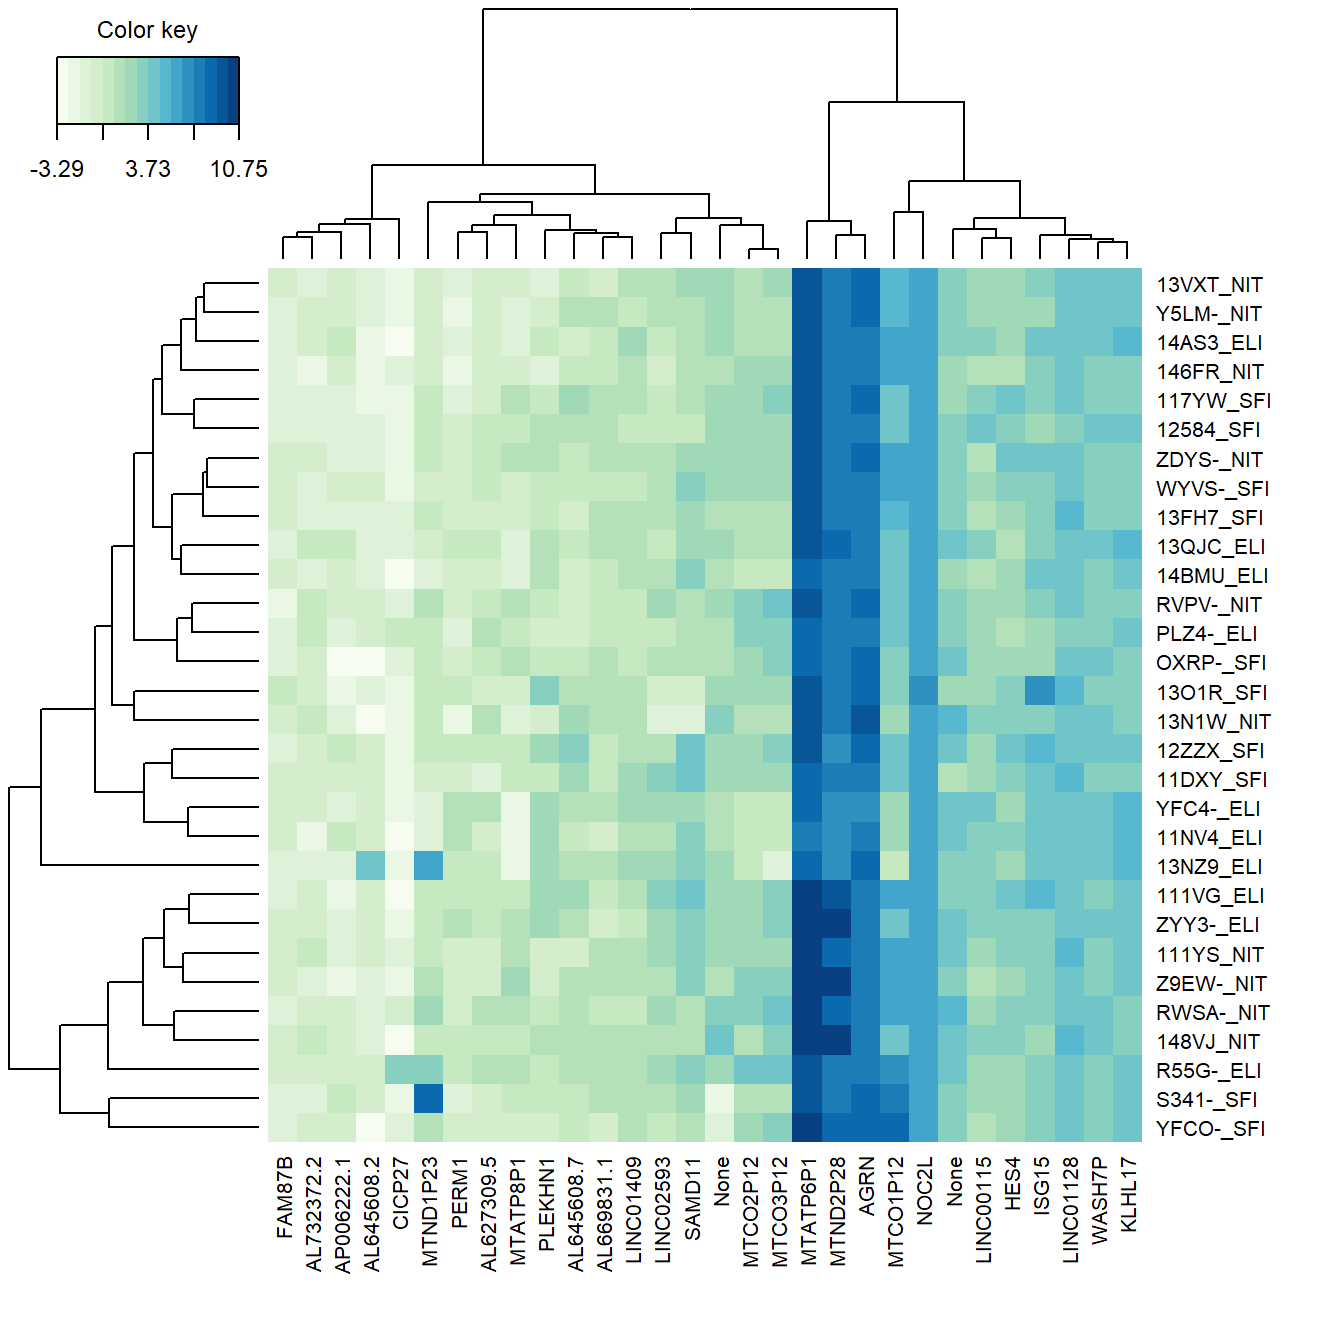 Color key
-3.29 3.73 10.75
13VXT_NIT
Y5LM-_NIT
14AS3_ELI
146FR_NIT
117YW_SFI
12584_SFI
ZDYS-_NIT
WYVS-_SFI
13FH7_SFI
13QJC_ELI
14BMU_ELI
RVPV-_NIT
PLZ4-_ELI
OXRP-_SFI
13O1R_SFI
13N1W_NIT
12ZZX_SFI
11DXY_SFI
YFC4-_ELI
11NV4_ELI
13NZ9_ELI
111VG_ELI
ZYY3-_ELI
111YS_NIT
Z9EW-_NIT
RWSA-_NIT
148VJ_NIT
R55G-_ELI
S341-_SFI
YFCO-_SFI
FAM87B
AL732372.2
AP006222.1
AL645608.2
CICP27
MTND1P23
PERM1
AL627309.5
MTATP8P1
PLEKHN1
AL645608.7
AL669831.1
LINC01409
LINC02593
SAMD11
None
MTCO2P12
MTCO3P12
MTATP6P1
MTND2P28
AGRN
MTCO1P12
NOC2L
None
LINC00115
HES4
ISG15
LINC01128
WASH7P
KLHL17